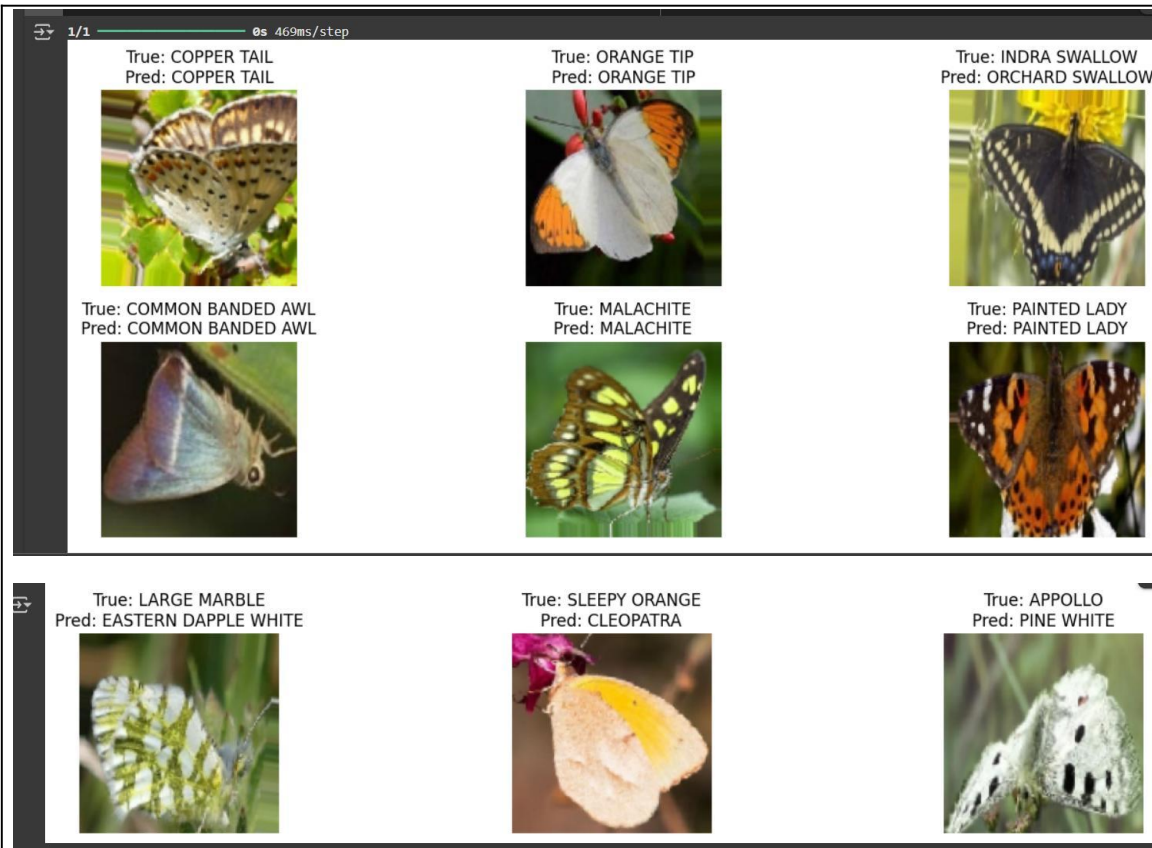 1/1 0s 469ms/step
True: COPPER TAIL
Pred: COPPER TAIL
True: ORANGE TIP
Pred: ORANGE TIP
True: INDRA SWALLOW
Pred: ORCHARD SWALLOW
True: COMMON BANDED AWL
Pred: COMMON BANDED AWL
True: MALACHITE
Pred: MALACHITE
True: PAINTED LADY
Pred: PAINTED LADY
True: LARGE MARBLE
Pred: EASTERN DAPPLE WHITE
True: SLEEPY ORANGE
Pred: CLEOPATRA
True: APPOLLO
Pred: PINE WHITE